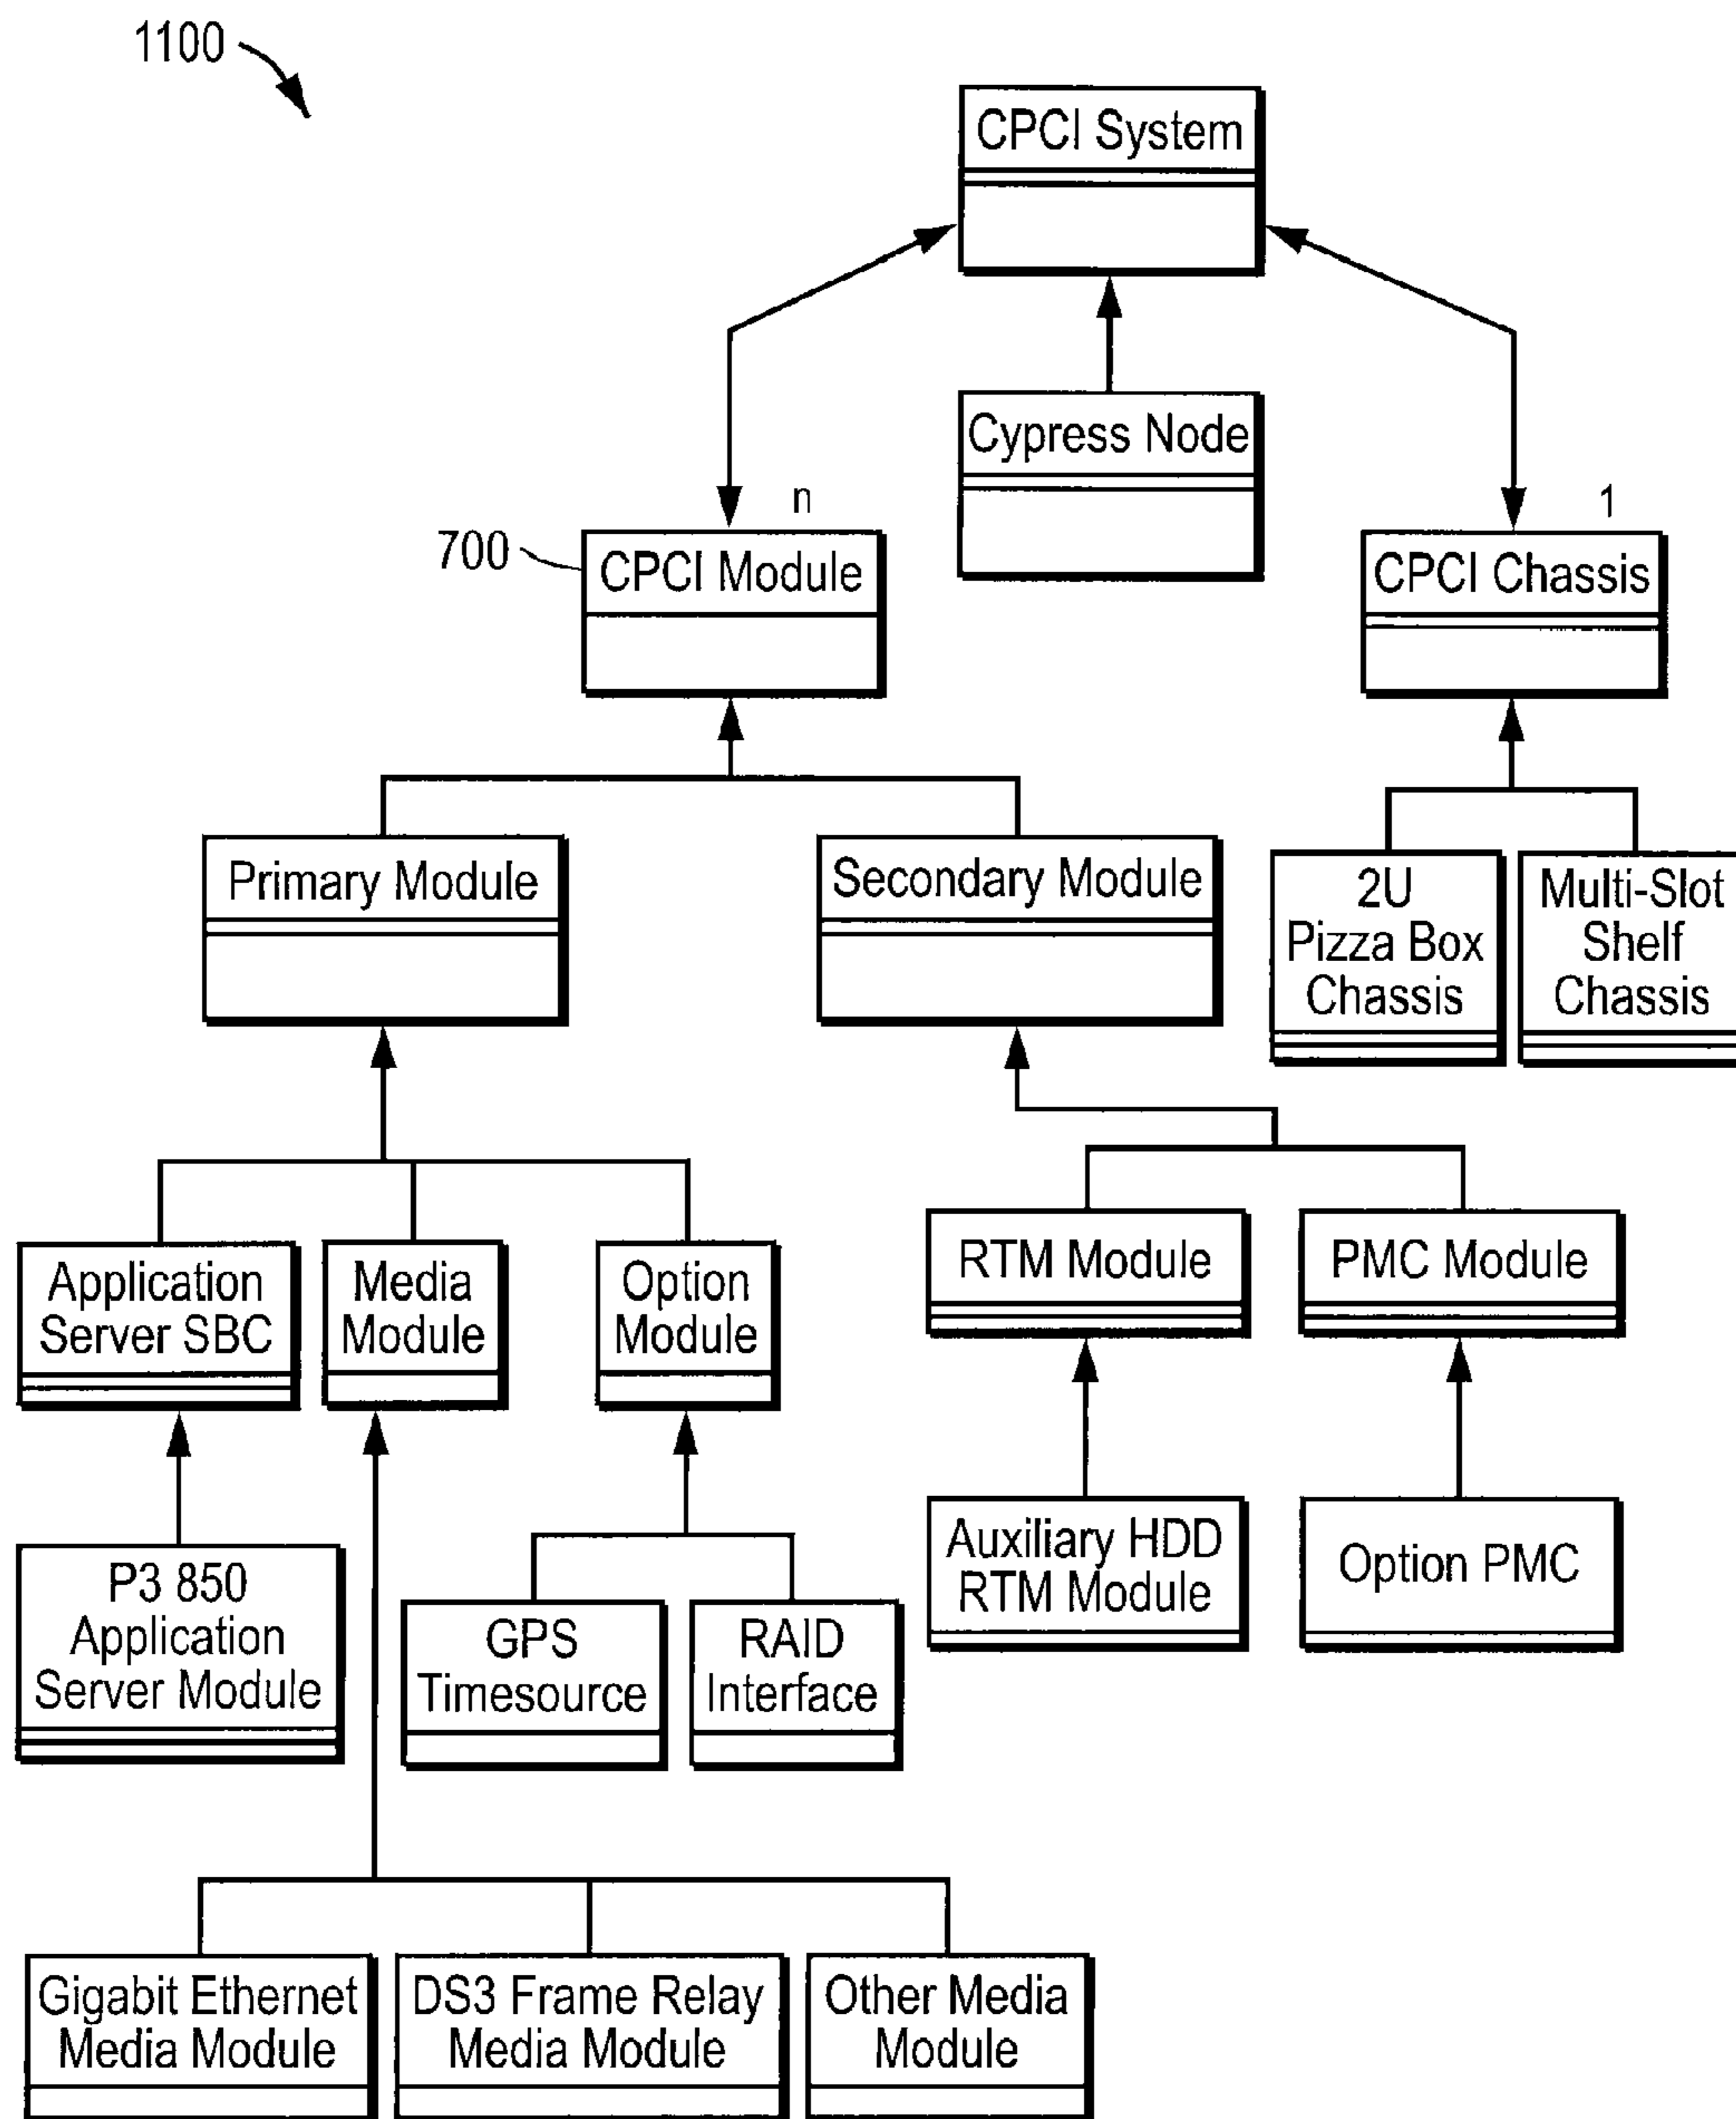 1100
CPCI System
Cypress Node
n
1
700
CPCI Module
CPCI Chassis
Primary Module
Secondary Module
2U
Pizza Box
Chassis
Multi-Slot
Shelf
Chassis
Application
Server SBC
Media
Module
Option
Module
RTM Module
PMC Module
P3 850
Application
Server Module
GPS
Timesource
RAID
Interface
Auxiliary HDD
RTM Module
Option PMC
Gigabit Ethernet
Media Module
DS3 Frame Relay
Media Module
Other Media
Module